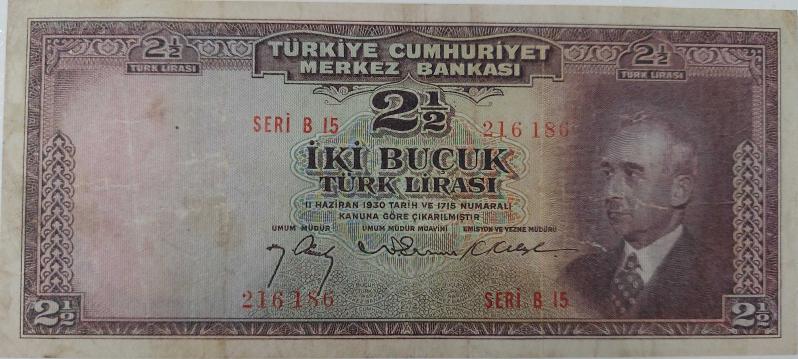 2½
TÜRK LİRASI
TÜRKİYE CUMHURİYET
MERKEZ BANKASI
2½
TÜRK LİRASI
2½
SERİ B 15
216186
İKİ BUÇUK
TÜRK LİRASI
11 HAZİRAN 1930 TARİH VE 1715 NUMARALI
KANUNA GÖRE ÇIKARILMIŞTIR
UMUM MÜDÜR
UMUM MÜDÜR MUAVİNİ
EMİSYON VE VEZNE MÜDÜRÜ
216186
SERİ B 15
2½
2½